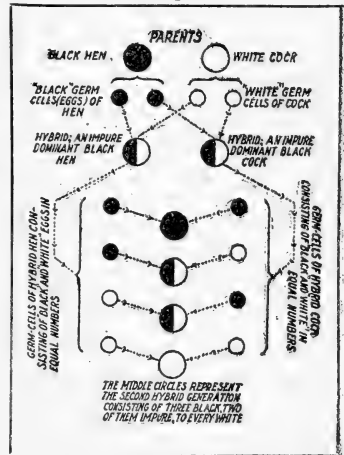 PARENTS
BLACK HEN
WHITE COCK
"BLACK" GERM
CELLS (EGGS) OF
HEN
"WHITE" GERM
CELLS OF COCK
HYBRID; AN IMPURE
DOMINANT BLACK
HEN
HYBRID; AN IMPURE
DOMINANT BLACK
COCK
GERM-CELLS OF HYBRID HEN CON-
SISTING OF "BLACK AND WHITE" EGGS IN
EQUAL NUMBERS
GERM-CELLS OF HYBRID COCK
CONSISTING OF "BLACK AND WHITE" IN
EQUAL NUMBERS
THE MIDDLE CIRCLES REPRESENT
THE SECOND HYBRID GENERATION
CONSISTING OF THREE BLACK, TWO
OF THEM IMPURE, TO EVERY WHITE